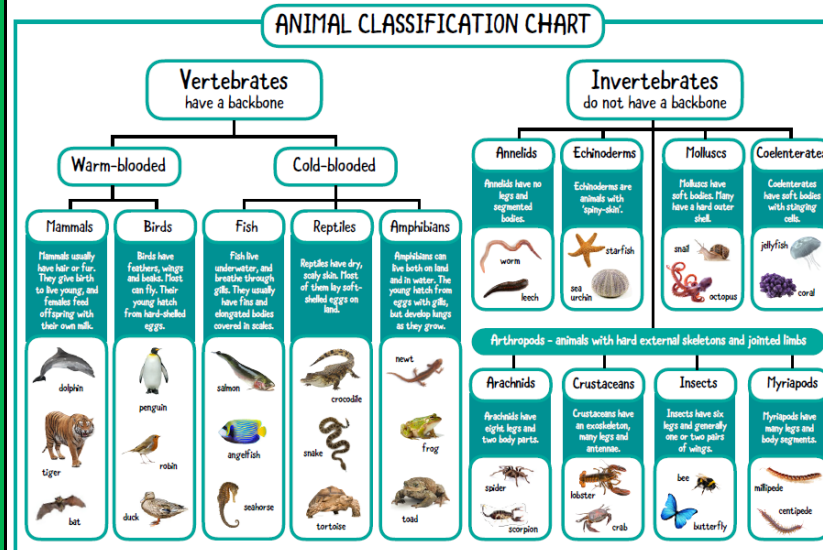 ANIMAL CLASSIFICATION CHART
Vertebrates
have a backbone
Invertebrates
do not have a backbone
Warm-blooded
Cold-blooded
Mammals
Mammals usually
have hair or fur.
They give birth
to live young, and
females feed
offspring with
their own milk.
dolphin
tiger
bat
Birds
Birds have
feathers, wings
and beaks. Most
can fly. Their
young hatch
from hard-shelled
eggs.
penguin
robin
duck
Fish
Fish live
underwater, and
breathe through
gills. They usually
have fins and
elongated bodies
covered in scales.
salmon
angelfish
seahorse
Reptiles
Reptiles have dry,
scaly skin. Most
of them lay soft-
shelled eggs on
land.
crocodile
snake
tortoise
Amphibians
Amphibians can
live both on land
and in water. The
young hatch from
eggs with gills,
but develop lungs
as they grow.
newt
frog
toad
Annelids
Annelids have no
legs and
segmented
bodies.
worm
leech
Echinoderms
Echinoderms are
animals with
'spiny-skin'.
starfish
sea
urchin
Molluscs
Molluscs have
soft bodies. Many
have a hard outer
shell.
snail
octopus
Coelenterates
Coelenterates
have soft bodies
with stinging
cells.
jellyfish
coral
Arthropods - animals with hard external skeletons and jointed limbs
Arachnids
Arachnids have
eight legs and
two body parts.
spider
scorpion
Crustaceans
Crustaceans have
an exoskeleton,
many legs and
antennae.
lobster
crab
Insects
Insects have six
legs and generally
one or two pairs
of wings.
bee
butterfly
Myriapods
Myriapods have
many legs and
body segments.
millipede
centipede